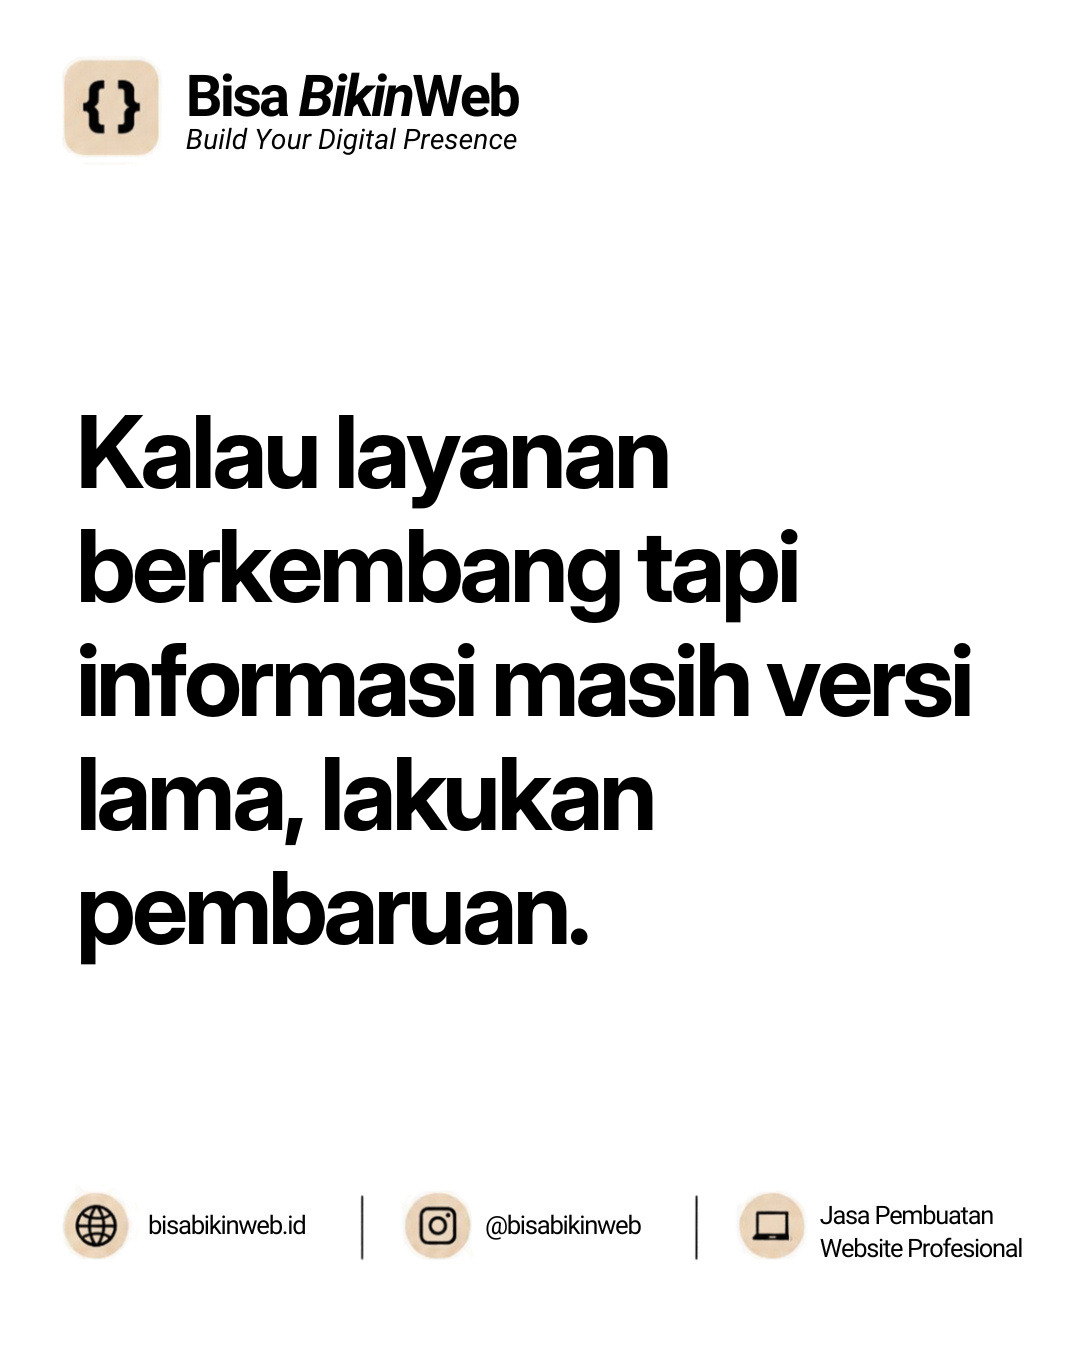 { }
Bisa BikinWeb
Build Your Digital Presence
Kalau layanan
berkembang tapi
informasi masih versi
lama, lakukan
pembaruan.
bisabikinweb.id
@bisabikinweb
Jasa Pembuatan
Website Profesional